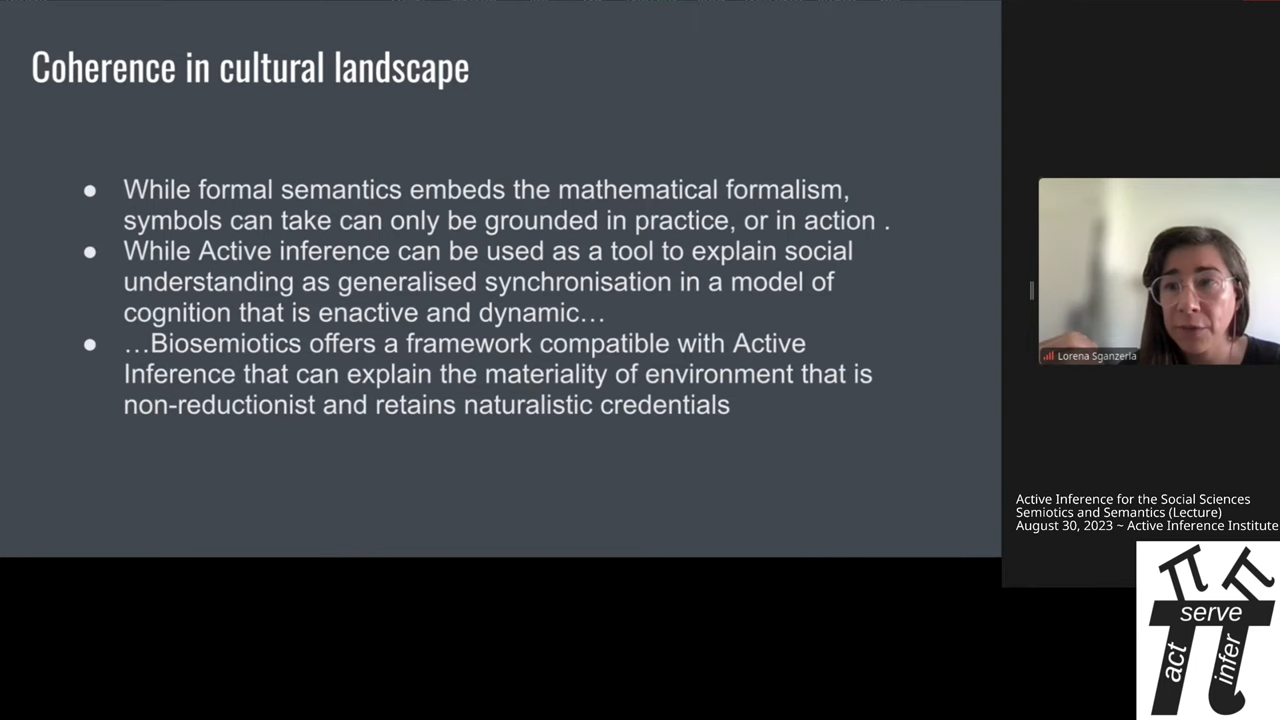 Coherence in cultural landscape
● While formal semantics embeds the mathematical formalism,
symbols can take can only be grounded in practice, or in action .
● While Active inference can be used as a tool to explain social
understanding as generalised synchronisation in a model of
cognition that is enactive and dynamic…
● …Biosemiotics offers a framework compatible with Active
Inference that can explain the materiality of environment that is
non-reductionist and retains naturalistic credentials
Lorena Sganzerla
Active Inference for the Social Sciences
Semiotics and Semantics (Lecture)
August 30, 2023 ~ Active Inference Institute
serve
act
infer